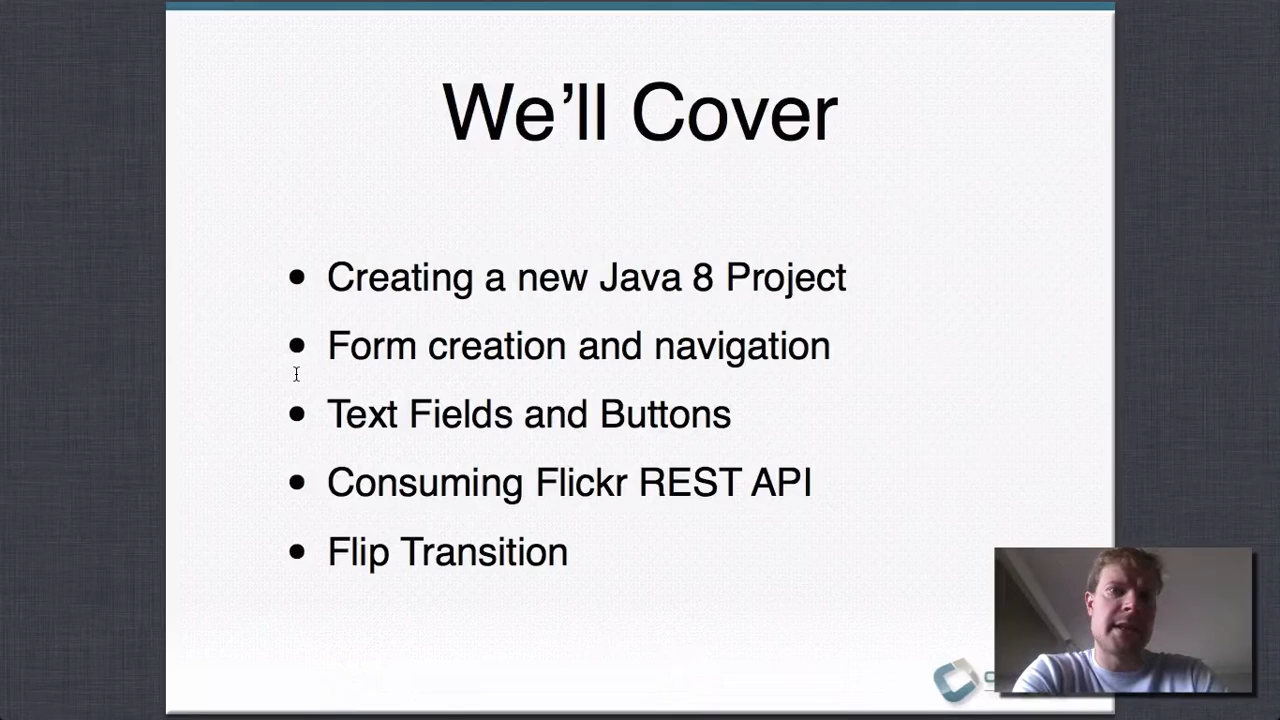 We'll Cover
• Creating a new Java 8 Project
• Form creation and navigation
• Text Fields and Buttons
• Consuming Flickr REST API
• Flip Transition